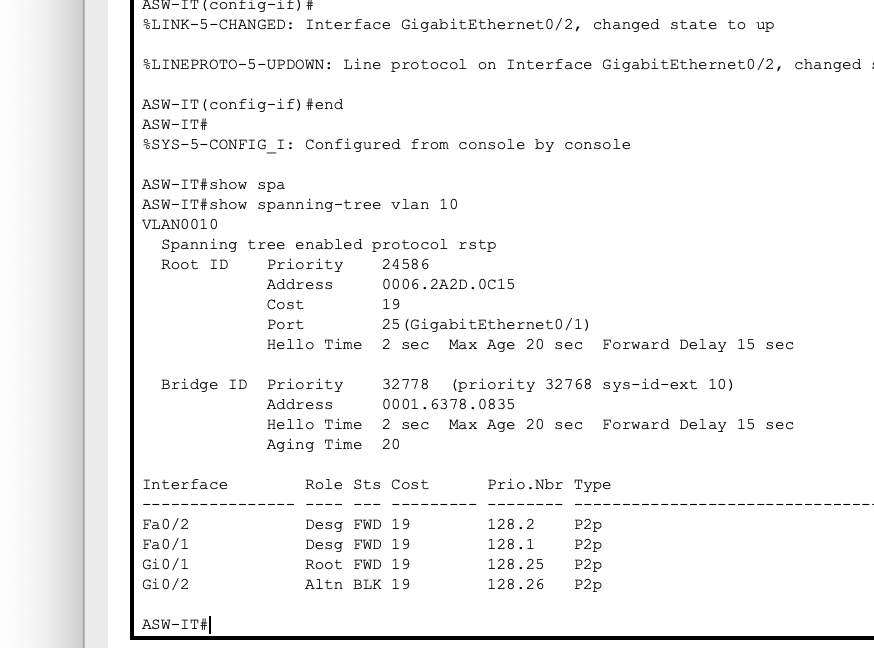 ASW-IT(config-if)#
%LINK-5-CHANGED: Interface GigabitEthernet0/2, changed state to up
%LINEPROTO-5-UPDOWN: Line protocol on Interface GigabitEthernet0/2, changed
ASW-IT(config-if)#end
ASW-IT#
%SYS-5-CONFIG_I: Configured from console by console
ASW-IT#show spa
ASW-IT#show spanning-tree vlan 10
VLAN0010
  Spanning tree enabled protocol rstp
  Root ID    Priority    24586
             Address     0006.2A2D.0C15
             Cost        19
             Port        25(GigabitEthernet0/1)
             Hello Time  2 sec  Max Age 20 sec  Forward Delay 15 sec
  Bridge ID  Priority    32778  (priority 32768 sys-id-ext 10)
             Address     0001.6378.0835
             Hello Time  2 sec  Max Age 20 sec  Forward Delay 15 sec
             Aging Time  20
Interface        Role Sts Cost      Prio.Nbr Type
---------------- ---- --- --------- -------- --------------------------------
Fa0/2            Desg FWD 19        128.2    P2p
Fa0/1            Desg FWD 19        128.1    P2p
Gi0/1            Root FWD 19        128.25   P2p
Gi0/2            Altn BLK 19        128.26   P2p
ASW-IT#